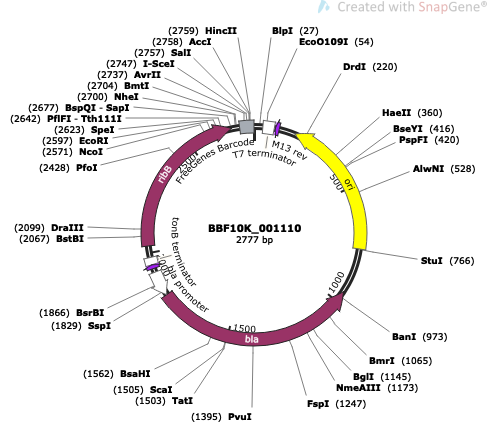 Created with SnapGene®
(2759) HincII
(2758) AccI
(2757) SalI
(2747) I-SceI
(2737) AvrII
(2704) BmtI
(2700) NheI
(2677) BspQI - SapI
(2642) PflFI - Tth111I
(2623) SpeI
(2597) EcoRI
(2571) NcoI
(2428) PfoI
(2099) DraIII
(2067) BstBI
(1866) BsrBI
(1829) SspI
(1562) BsaHI
(1505) ScaI
(1503) TatI
(1395) PvuI
BlpI (27)
EcoO109I (54)
DrdI (220)
HaeII (360)
BseYI (416)
PspFI (420)
AlwNI (528)
StuI (766)
BanI (973)
BmrI (1065)
BglI (1145)
NmeAIII (1173)
FspI (1247)
FreeGenes Barcode
T7 terminator
M13 rev
ori
ribB
tonB terminator
bla promoter
bla
500
1000
1500
2000
2500
BBF10K_001110
2777 bp